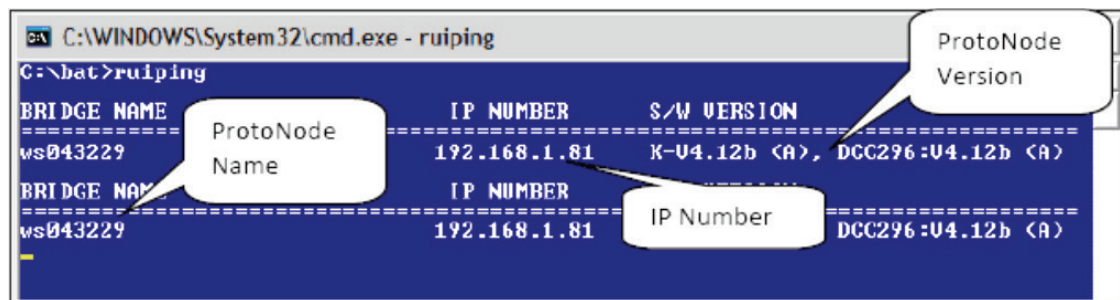 C:\WINDOWS\System32\cmd.exe - ruiping
C:\bat>ruiping
BRIDGE NAME IP NUMBER S/W VERSION
ws043229 192.168.1.81 K-V4.12b (A), DCC296:V4.12b (A)
BRIDGE NAM IP NUMBER
ws043229 192.168.1.81 DCC296:V4.12b (A)
ProtoNode
Name
IP Number
ProtoNode
Version